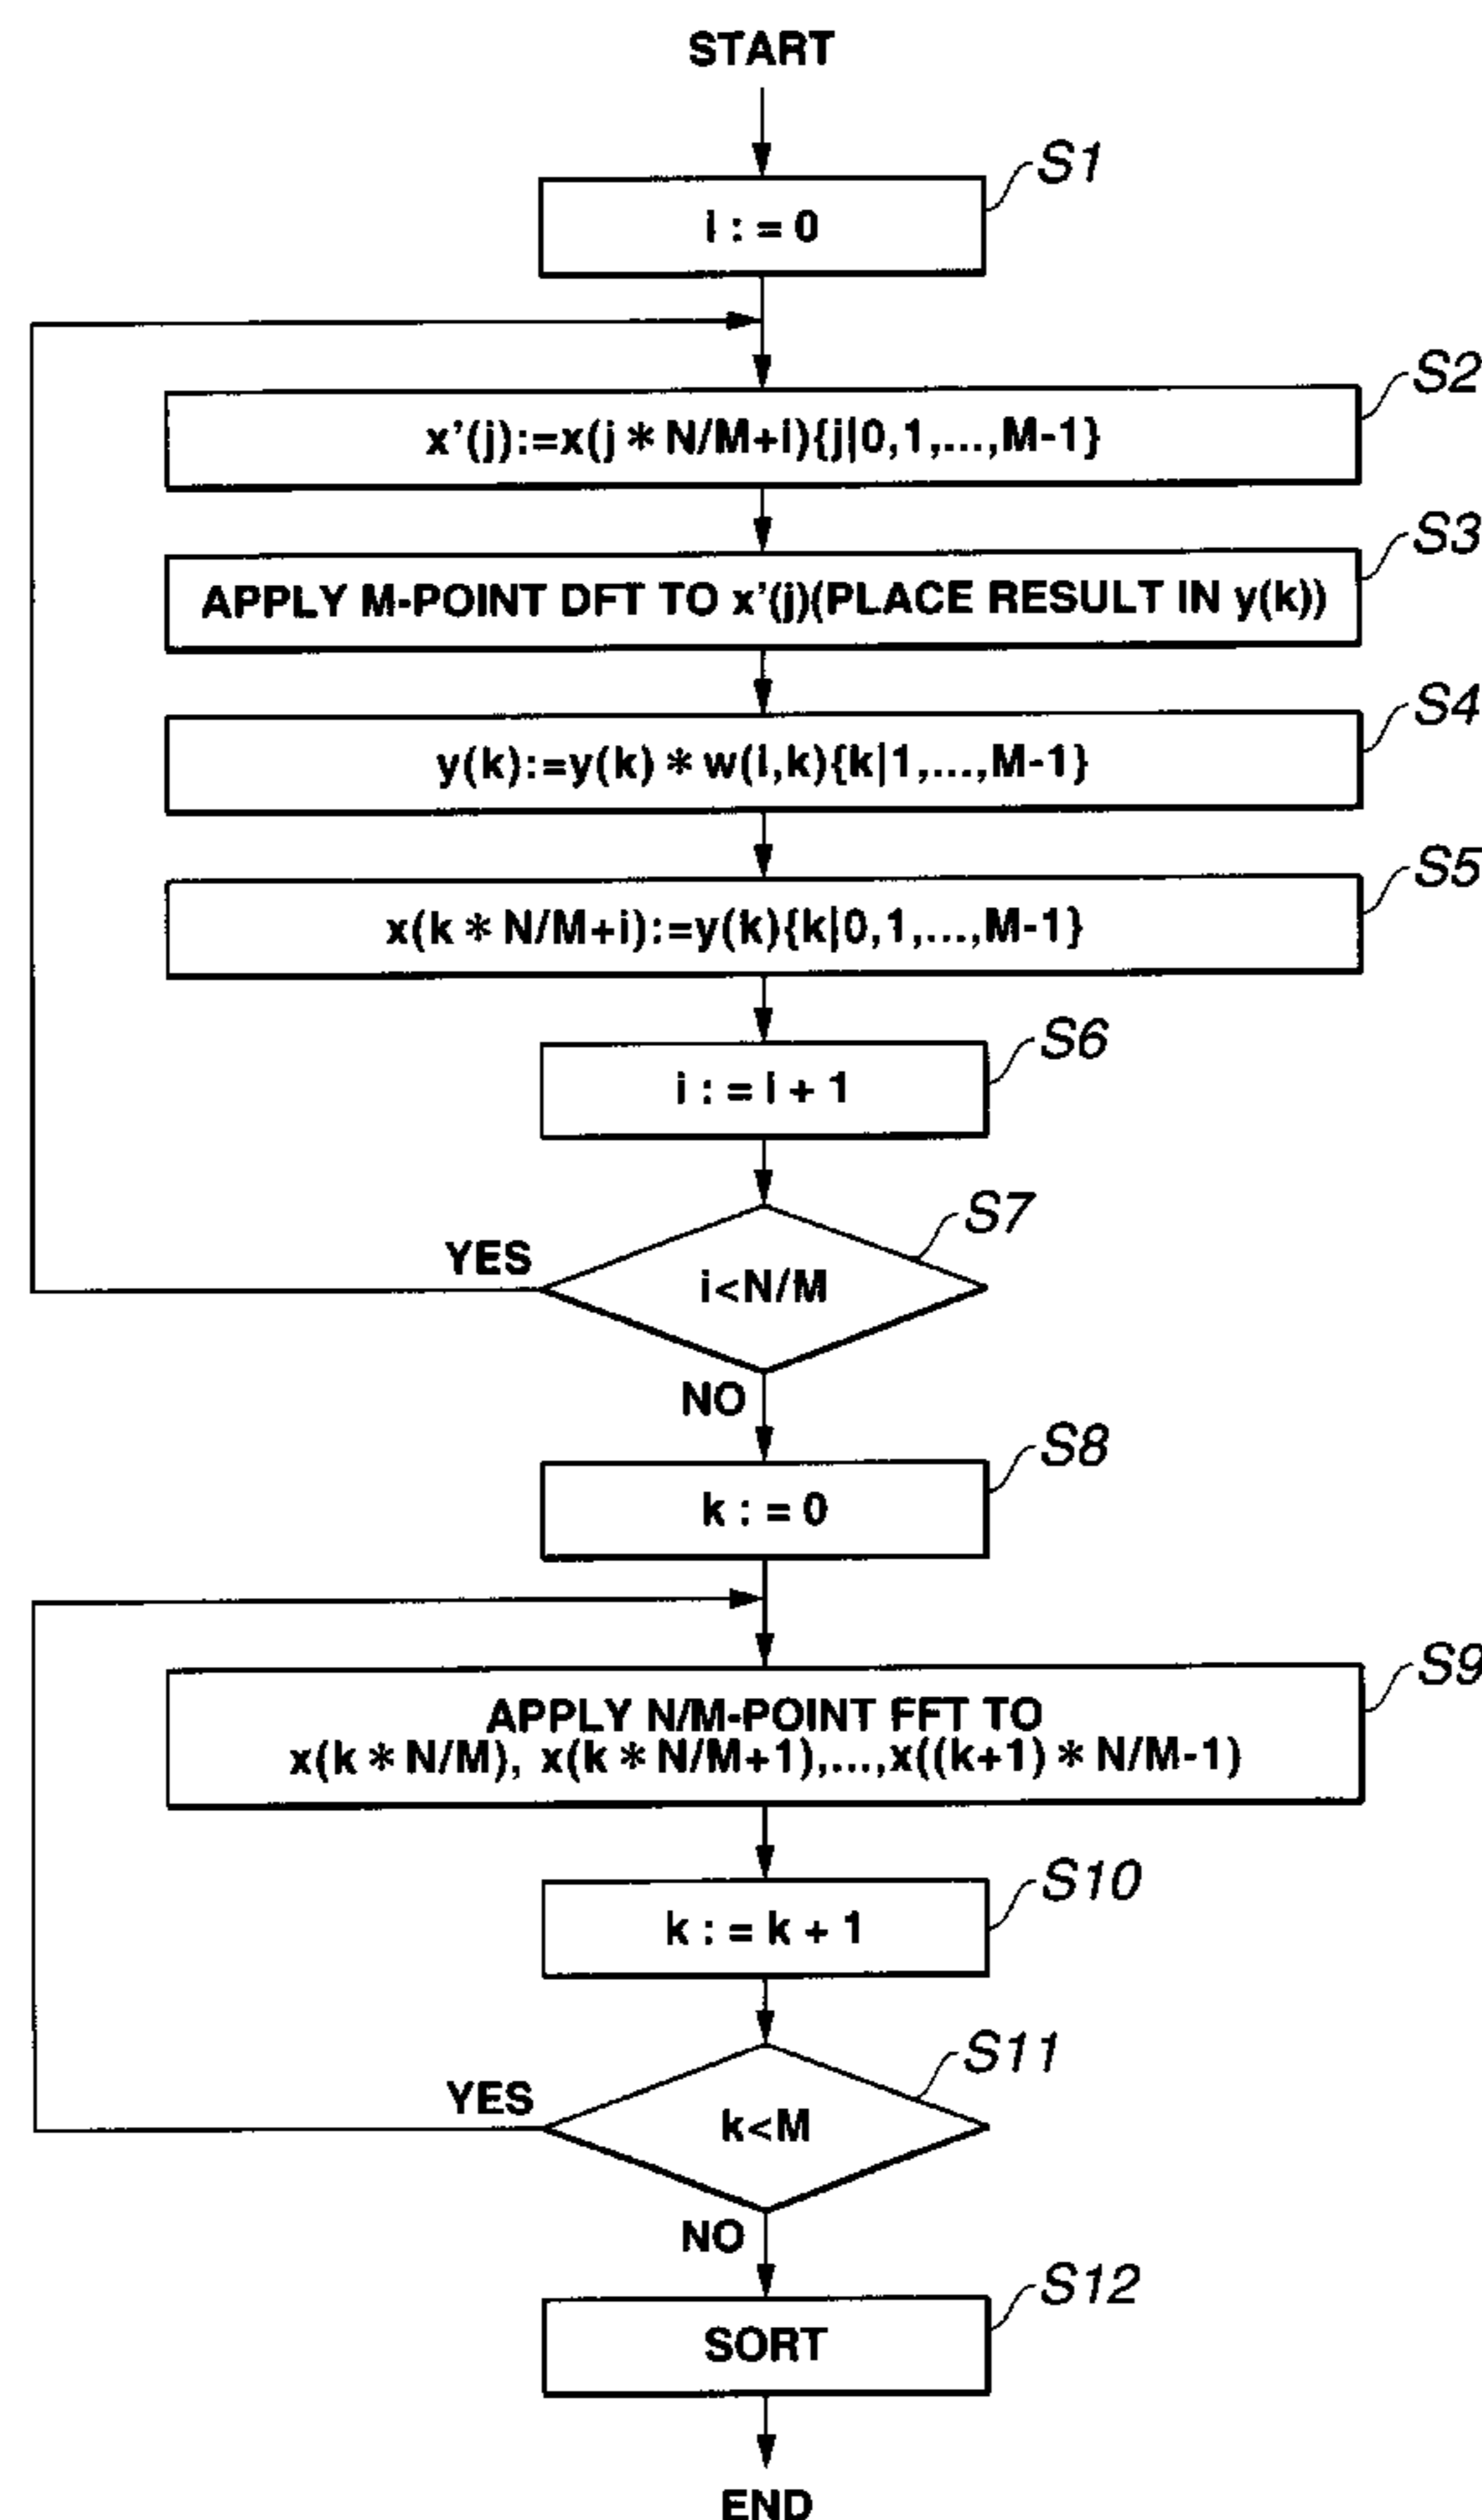 START
S1
i : = 0
S2
x’(j):=x(j * N/M+i){j|0,1,...,M-1}
S3
APPLY M-POINT DFT TO x’(j)(PLACE RESULT IN y(k))
S4
y(k):=y(k) * w(i,k){k|1,...,M-1}
S5
x(k * N/M+i):=y(k){k|0,1,...,M-1}
S6
i : = i + 1
S7
YES
i<N/M
NO
S8
k : = 0
S9
APPLY N/M-POINT FFT TO
x(k * N/M), x(k * N/M+1),...,x((k+1) * N/M-1)
S10
k : = k + 1
S11
YES
k<M
NO
S12
SORT
END